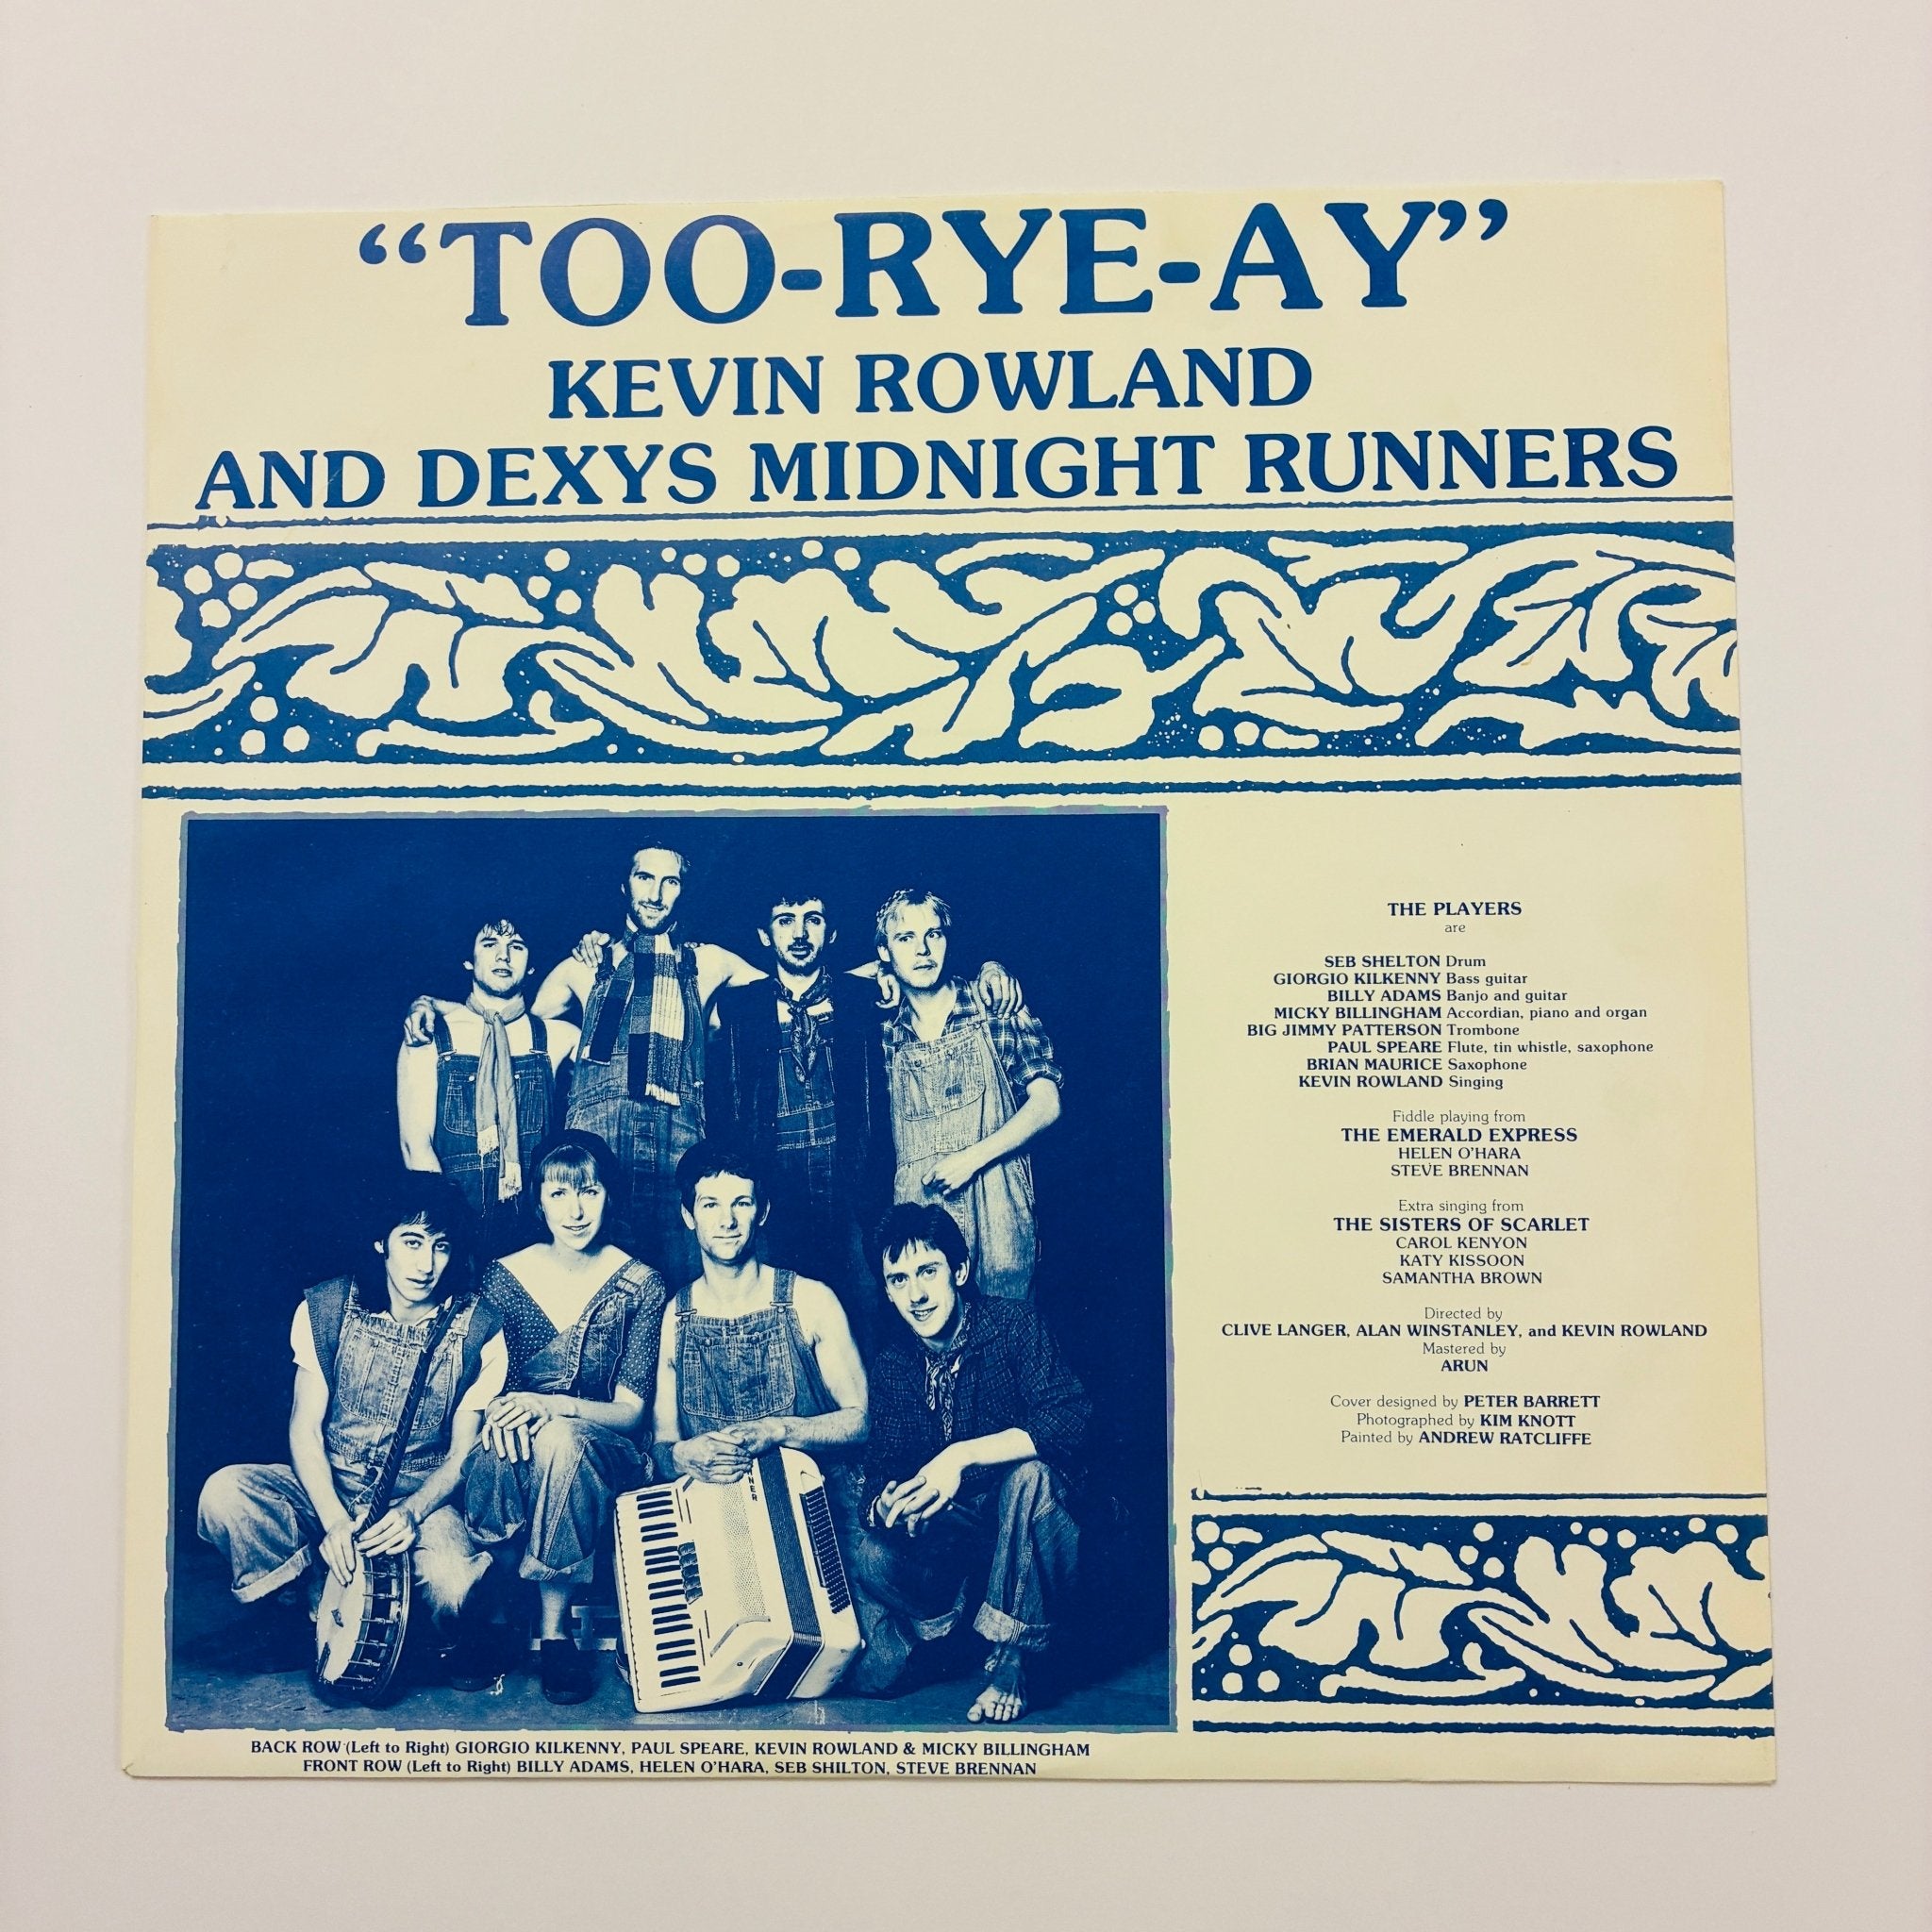 “TOO-RYE-AY”
KEVIN ROWLAND
AND DEXYS MIDNIGHT RUNNERS
THE PLAYERS
are
SEB SHELTON Drum
GIORGIO KILKENNY Bass guitar
BILLY ADAMS Banjo and guitar
MICKY BILLINGHAM Accordian, piano and organ
BIG JIMMY PATTERSON Trombone
PAUL SPEARE Flute, tin whistle, saxophone
BRIAN MAURICE Saxophone
KEVIN ROWLAND Singing
Fiddle playing from
THE EMERALD EXPRESS
HELEN O'HARA
STEVE BRENNAN
Extra singing from
THE SISTERS OF SCARLET
CAROL KENYON
KATY KISSOON
SAMANTHA BROWN
Directed by
CLIVE LANGER, ALAN WINSTANLEY, and KEVIN ROWLAND
Mastered by
ARUN
Cover designed by PETER BARRETT
Photographed by KIM KNOTT
Painted by ANDREW RATCLIFFE
BACK ROW (Left to Right) GIORGIO KILKENNY, PAUL SPEARE, KEVIN ROWLAND & MICKY BILLINGHAM
FRONT ROW (Left to Right) BILLY ADAMS, HELEN O'HARA, SEB SHILTON, STEVE BRENNAN